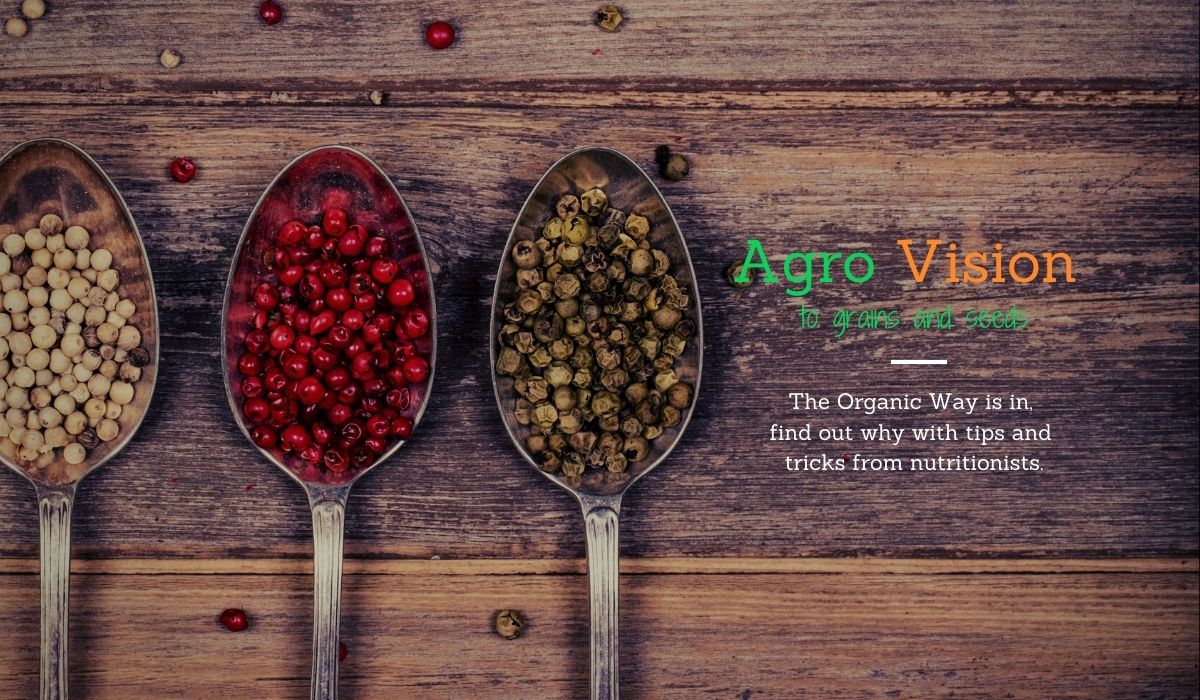 Agro Vision
to grains and seeds
The Organic Way is in,
find out why with tips and
tricks from nutritionists.